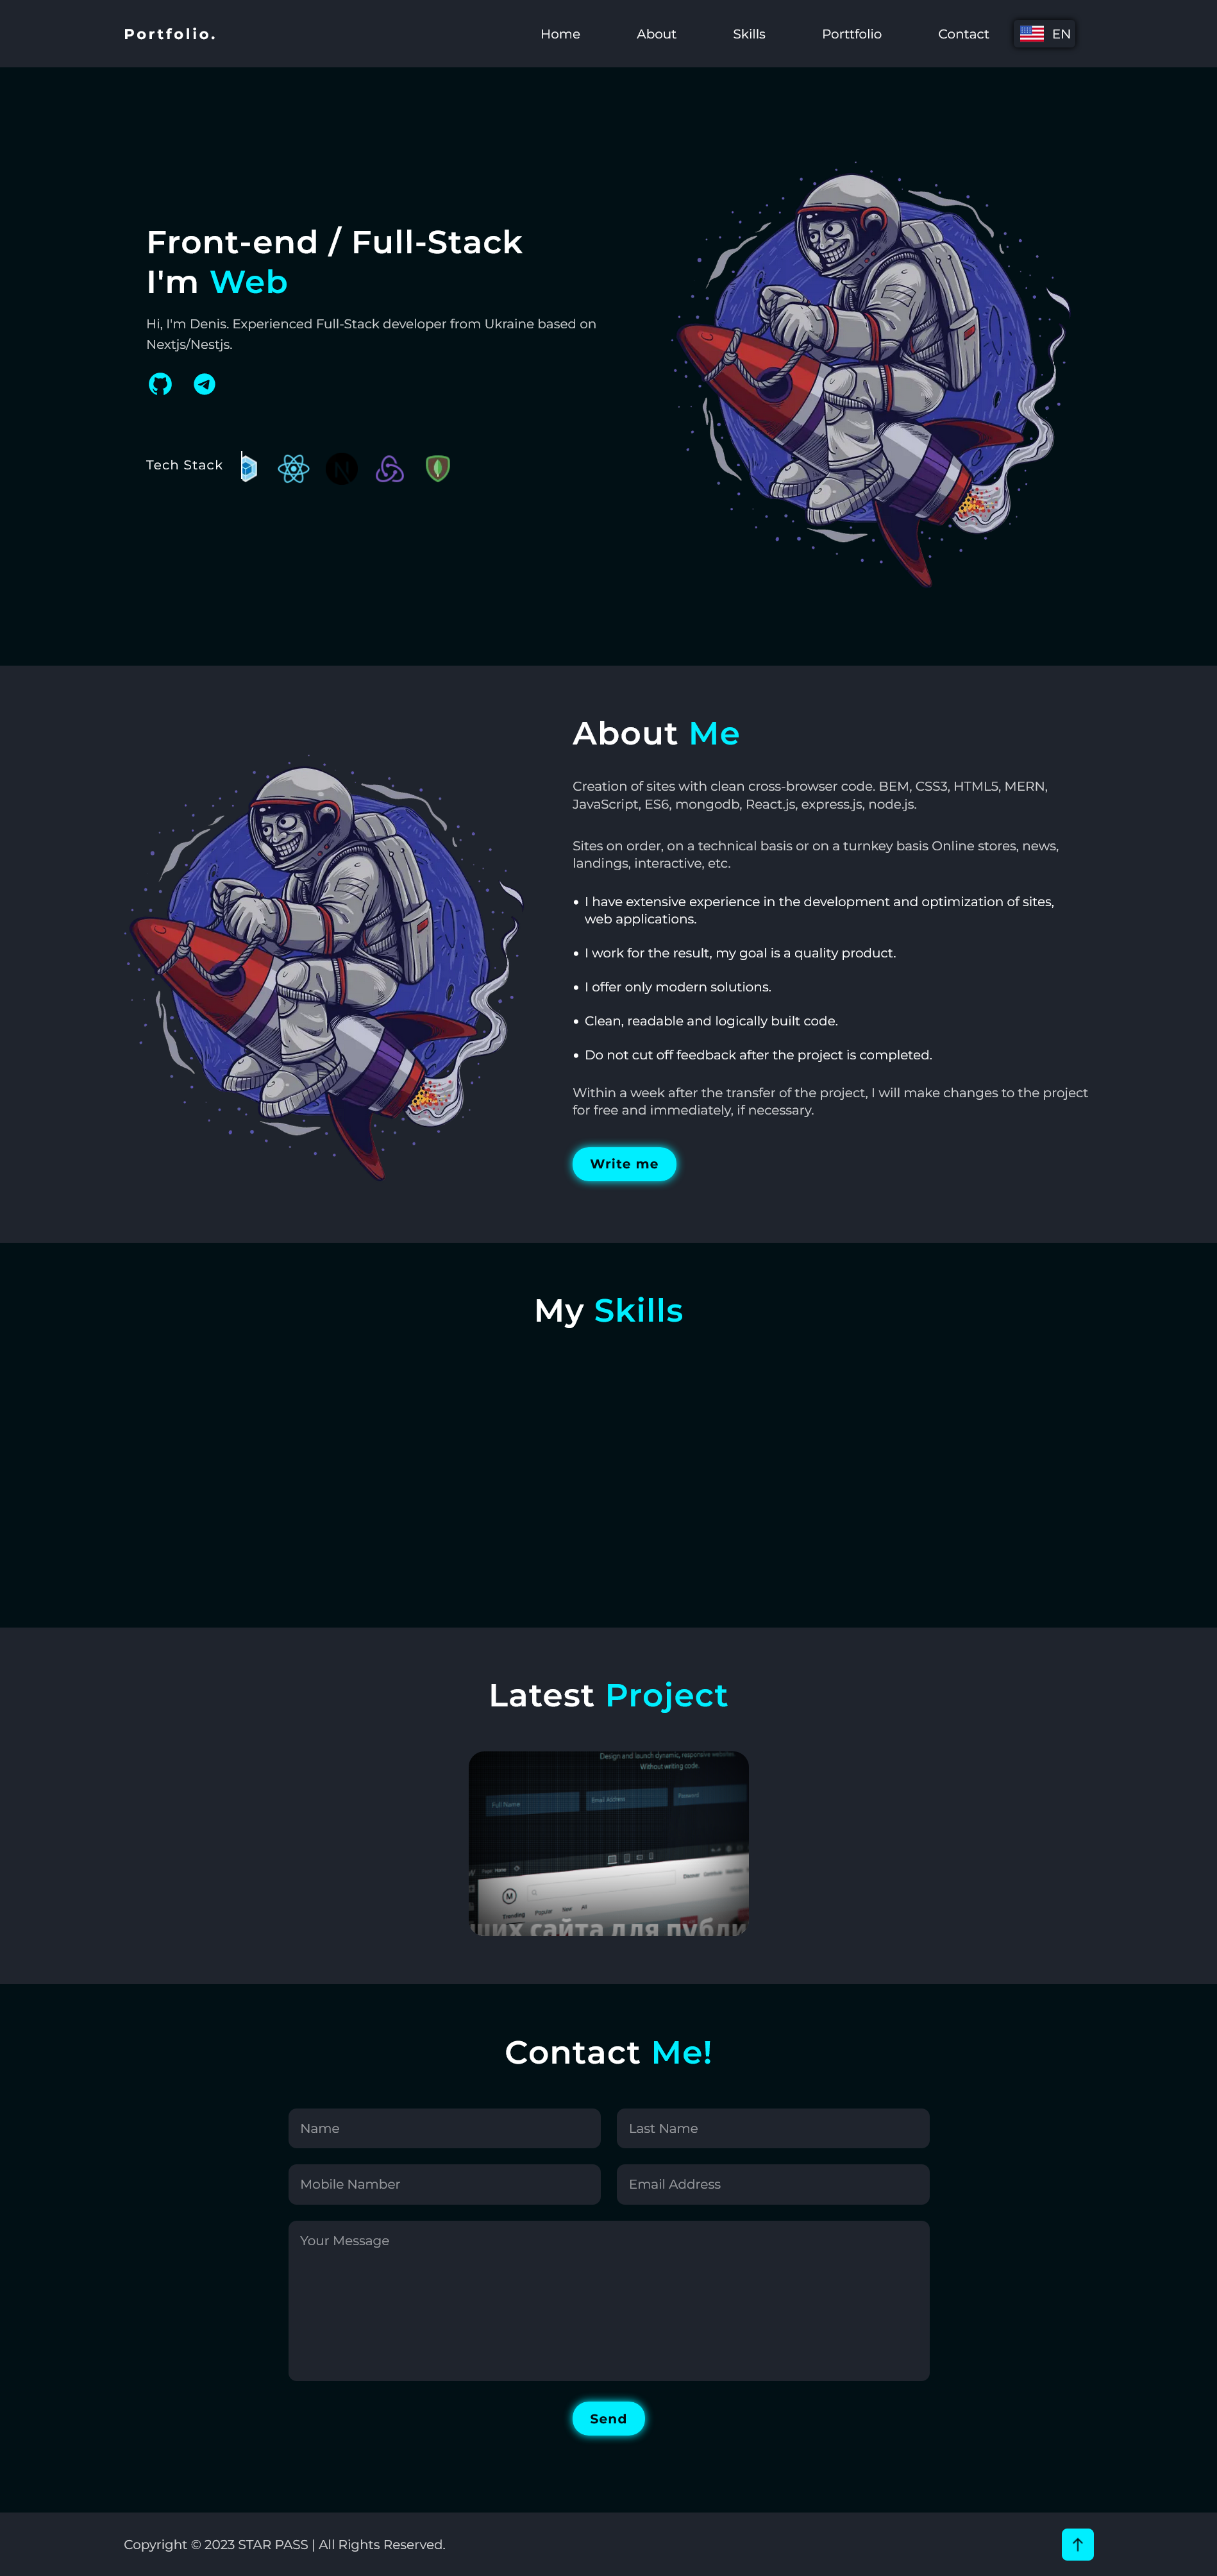 Portfolio.
Home
About
Skills
Porttfolio
Contact
EN
Front-end / Full-Stack
I'm Web
Hi, I'm Denis. Experienced Full-Stack developer from Ukraine based on
Nextjs/Nestjs.
Tech Stack
N
About Me
Creation of sites with clean cross-browser code. BEM, CSS3, HTML5, MERN,
JavaScript, ES6, mongodb, React.js, express.js, node.js.
Sites on order, on a technical basis or on a turnkey basis Online stores, news,
landings, interactive, etc.
• I have extensive experience in the development and optimization of sites,
web applications.
• I work for the result, my goal is a quality product.
• I offer only modern solutions.
• Clean, readable and logically built code.
• Do not cut off feedback after the project is completed.
Within a week after the transfer of the project, I will make changes to the project
for free and immediately, if necessary.
Write me
My Skills
Latest Project
Design and launch dynamic, responsive websites.
Without writing code.
Full Name
Email Address
Password
Home
M
Discover
Trending
Popular
New
All
ших сайта для публи
Contact Me!
Name
Last Name
Mobile Namber
Email Address
Your Message
Send
Copyright © 2023 STAR PASS | All Rights Reserved.